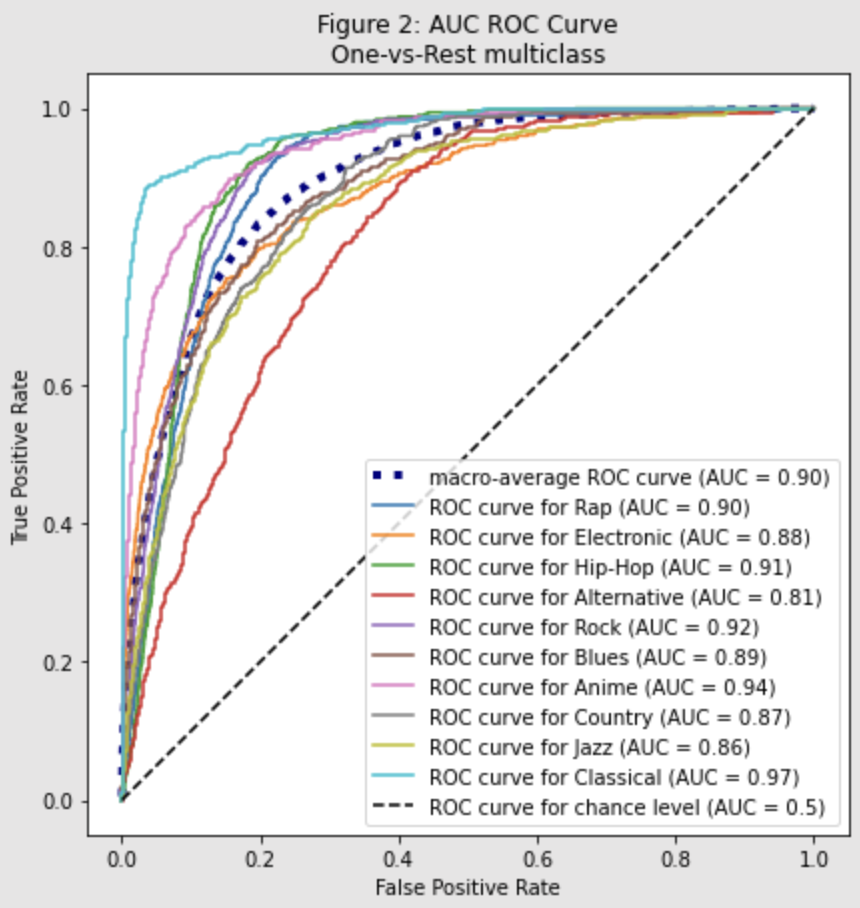 Figure 2: AUC ROC Curve
One-vs-Rest multiclass
1.0
0.8
0.6
0.4
0.2
0.0
True Positive Rate
macro-average ROC curve (AUC = 0.90)
ROC curve for Rap (AUC = 0.90)
ROC curve for Electronic (AUC = 0.88)
ROC curve for Hip-Hop (AUC = 0.91)
ROC curve for Alternative (AUC = 0.81)
ROC curve for Rock (AUC = 0.92)
ROC curve for Blues (AUC = 0.89)
ROC curve for Anime (AUC = 0.94)
ROC curve for Country (AUC = 0.87)
ROC curve for Jazz (AUC = 0.86)
ROC curve for Classical (AUC = 0.97)
ROC curve for chance level (AUC = 0.5)
0.0 0.2 0.4 0.6 0.8 1.0
False Positive Rate